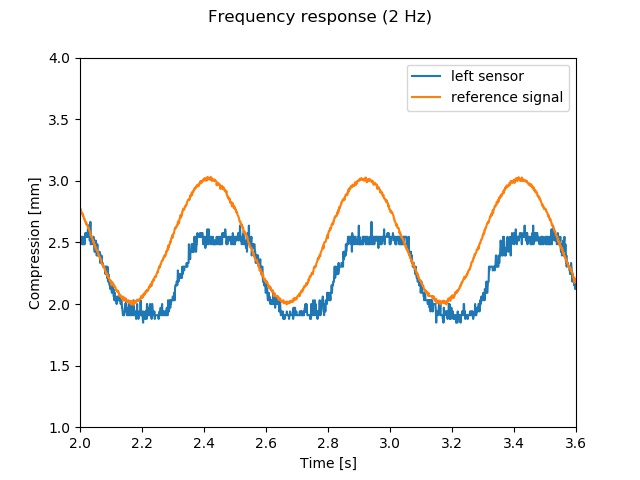 Frequency response (2 Hz)
left sensor
reference signal
Compression [mm]
4.0
3.5
3.0
2.5
2.0
1.5
1.0
2.0 2.2 2.4 2.6 2.8 3.0 3.2 3.4 3.6
Time [s]